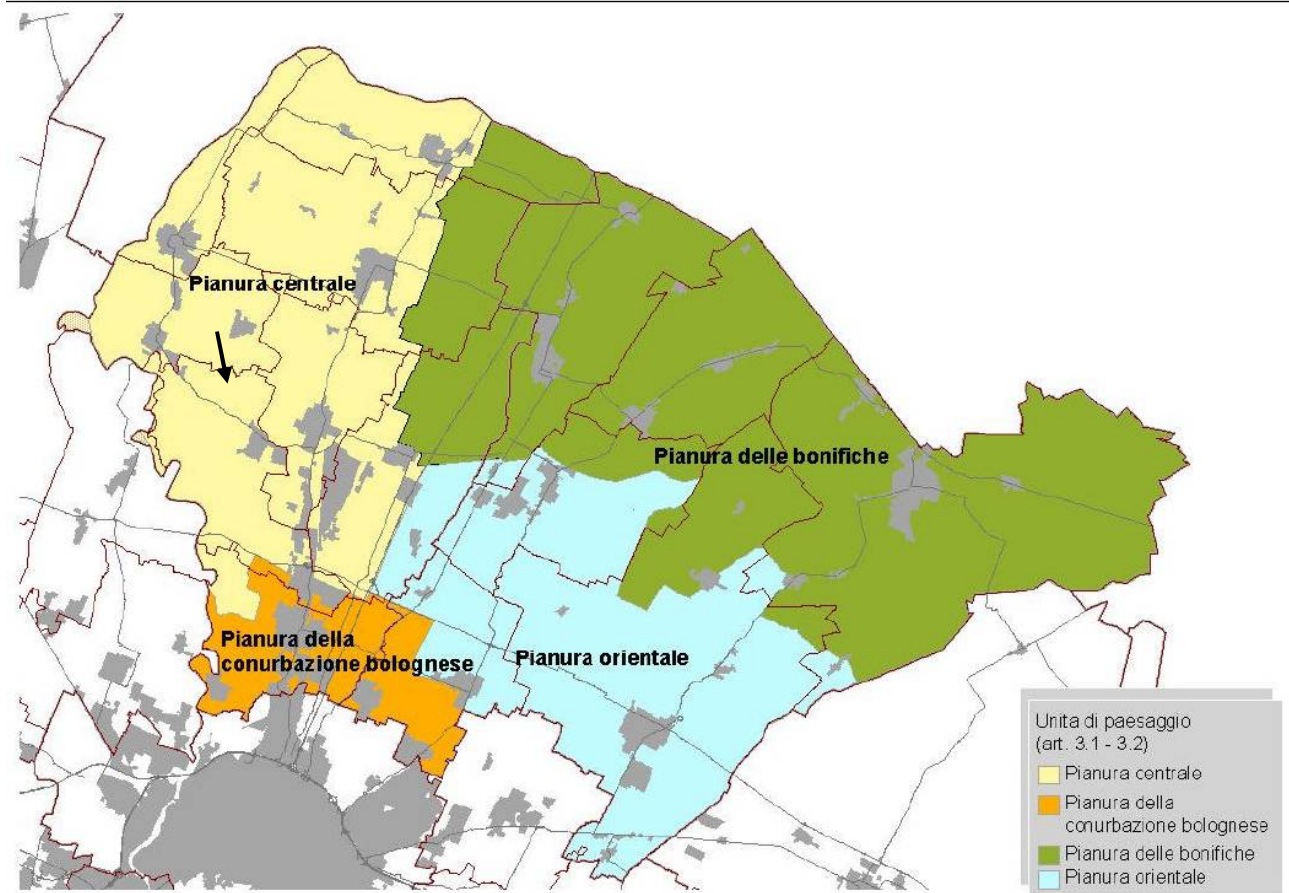 Pianura centrale
Pianura delle bonifiche
Pianura della
conurbazione bolognese
Pianura orientale
Unita di paesaggio
(art. 3.1 - 3.2)
Pianura centrale
Pianura della
conurbazione bolognese
Pianura delle bonifiche
Pianura orientale